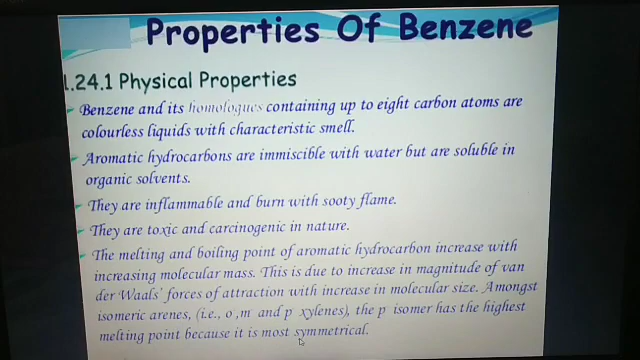 Properties Of Benzene
1.24.1 Physical Properties
Benzene and its homologues containing up to eight carbon atoms are
colourless liquids with characteristic smell.
Aromatic hydrocarbons are immiscible with water but are soluble in
organic solvents.
They are inflammable and burn with sooty flame.
They are toxic and carcinogenic in nature.
The melting and boiling point of aromatic hydrocarbon increase with
increasing molecular mass. This is due to increase in magnitude of van
der Waals' forces of attraction with increase in molecular size. Amongst
isomeric arenes, (i.e., o ,m and p xylenes), the p isomer has the highest
melting point because it is most symmetrical.